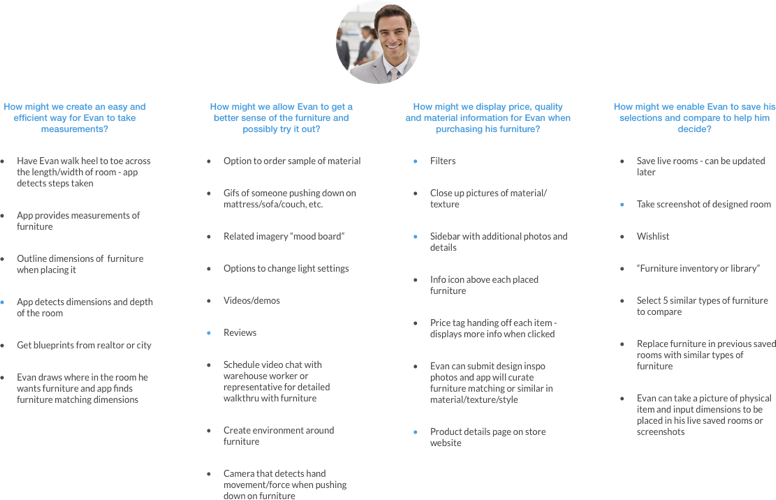 How might we create an easy and
efficient way for Evan to take
measurements?
Have Evan walk heel to toe across
the length/width of room - app
detects steps taken
App provides measurements of
furniture
Outline dimensions of furniture
when placing it
App detects dimensions and depth
of the room
Get blueprints from realtor or city
Evan draws where in the room he
wants furniture and app finds
furniture matching dimensions
How might we allow Evan to get a
better sense of the furniture and
possibly try it out?
Option to order sample of material
Gifs of someone pushing down on
mattress/sofa/couch, etc.
Related imagery “mood board”
Options to change light settings
Videos/demos
Reviews
Schedule video chat with
warehouse worker or
representative for detailed
walkthru with furniture
Create environment around
furniture
Camera that detects hand
movement/force when pushing
down on furniture
How might we display price, quality
and material information for Evan when
purchasing his furniture?
Filters
Close up pictures of material/
texture
Sidebar with additional photos and
details
Info icon above each placed
furniture
Price tag handing off each item -
displays more info when clicked
Evan can submit design inspo
photos and app will curate
furniture matching or similar in
material/texture/style
Product details page on store
website
How might we enable Evan to save his
selections and compare to help him
decide?
Save live rooms - can be updated
later
Take screenshot of designed room
Wishlist
“Furniture inventory or library”
Select 5 similar types of furniture
to compare
Replace furniture in previous saved
rooms with similar types of
furniture
Evan can take a picture of physical
item and input dimensions to be
placed in his live saved rooms or
screenshots